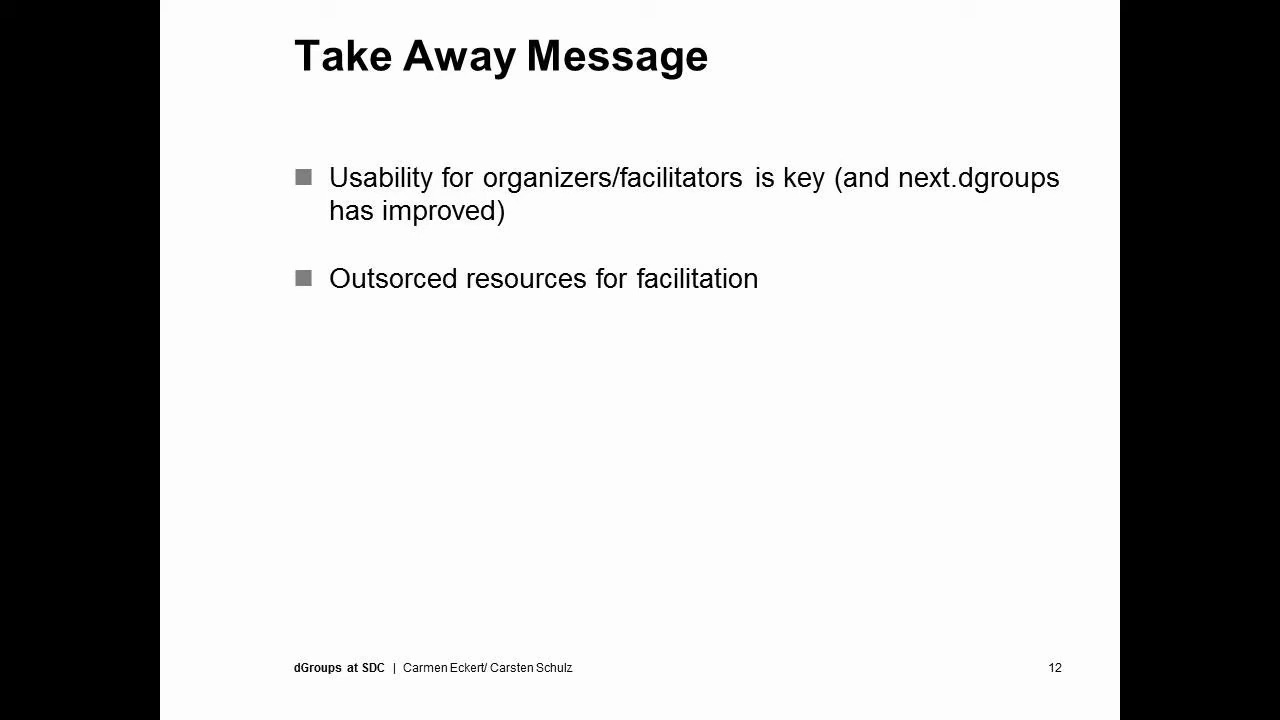 Take Away Message
Usability for organizers/facilitators is key (and next.dgroups
has improved)
Outsorced resources for facilitation
dGroups at SDC | Carmen Eckert/ Carsten Schulz
12